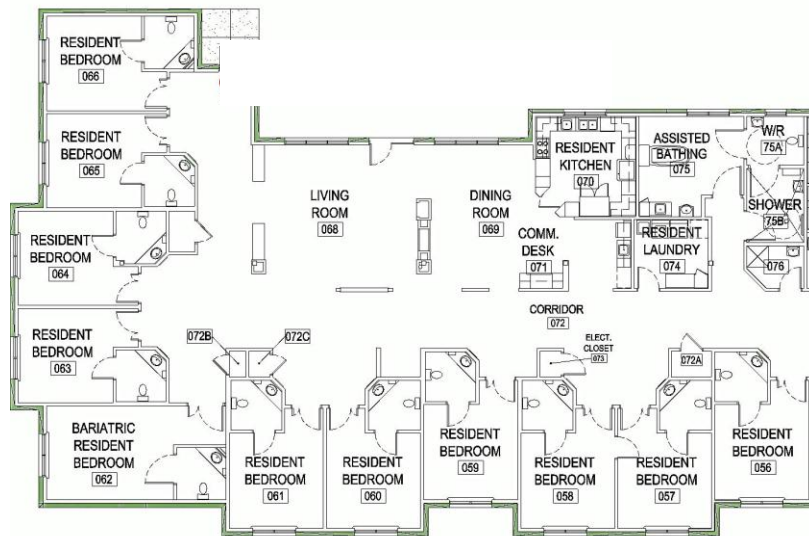 RESIDENT
BEDROOM
066
RESIDENT
BEDROOM
065
RESIDENT
BEDROOM
064
RESIDENT
BEDROOM
063
BARIATRIC
RESIDENT
BEDROOM
062
LIVING
ROOM
068
DINING
ROOM
069
RESIDENT
KITCHEN
070
ASSISTED
BATHING
075
W/R
75A
SHOWER
75B
COMM.
DESK
071
RESIDENT
LAUNDRY
074
076
CORRIDOR
072
072B
072C
ELECT.
CLOSET
073
072A
RESIDENT
BEDROOM
061
RESIDENT
BEDROOM
060
RESIDENT
BEDROOM
059
RESIDENT
BEDROOM
058
RESIDENT
BEDROOM
057
RESIDENT
BEDROOM
056